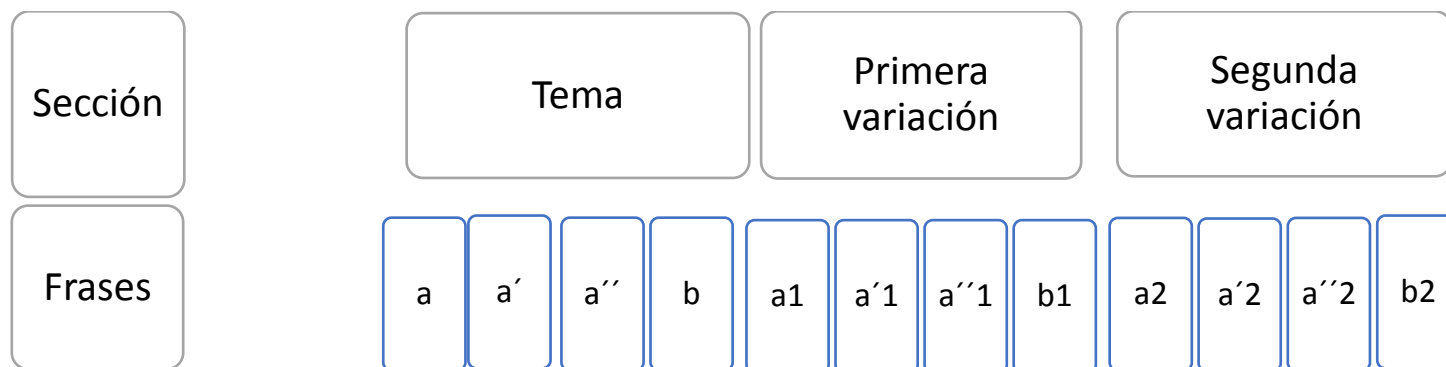 Sección
Tema
Primera
variación
Segunda
variación
Frases
a
a´
a´´
b
a1
a´1
a´´1
b1
a2
a´2
a´´2
b2